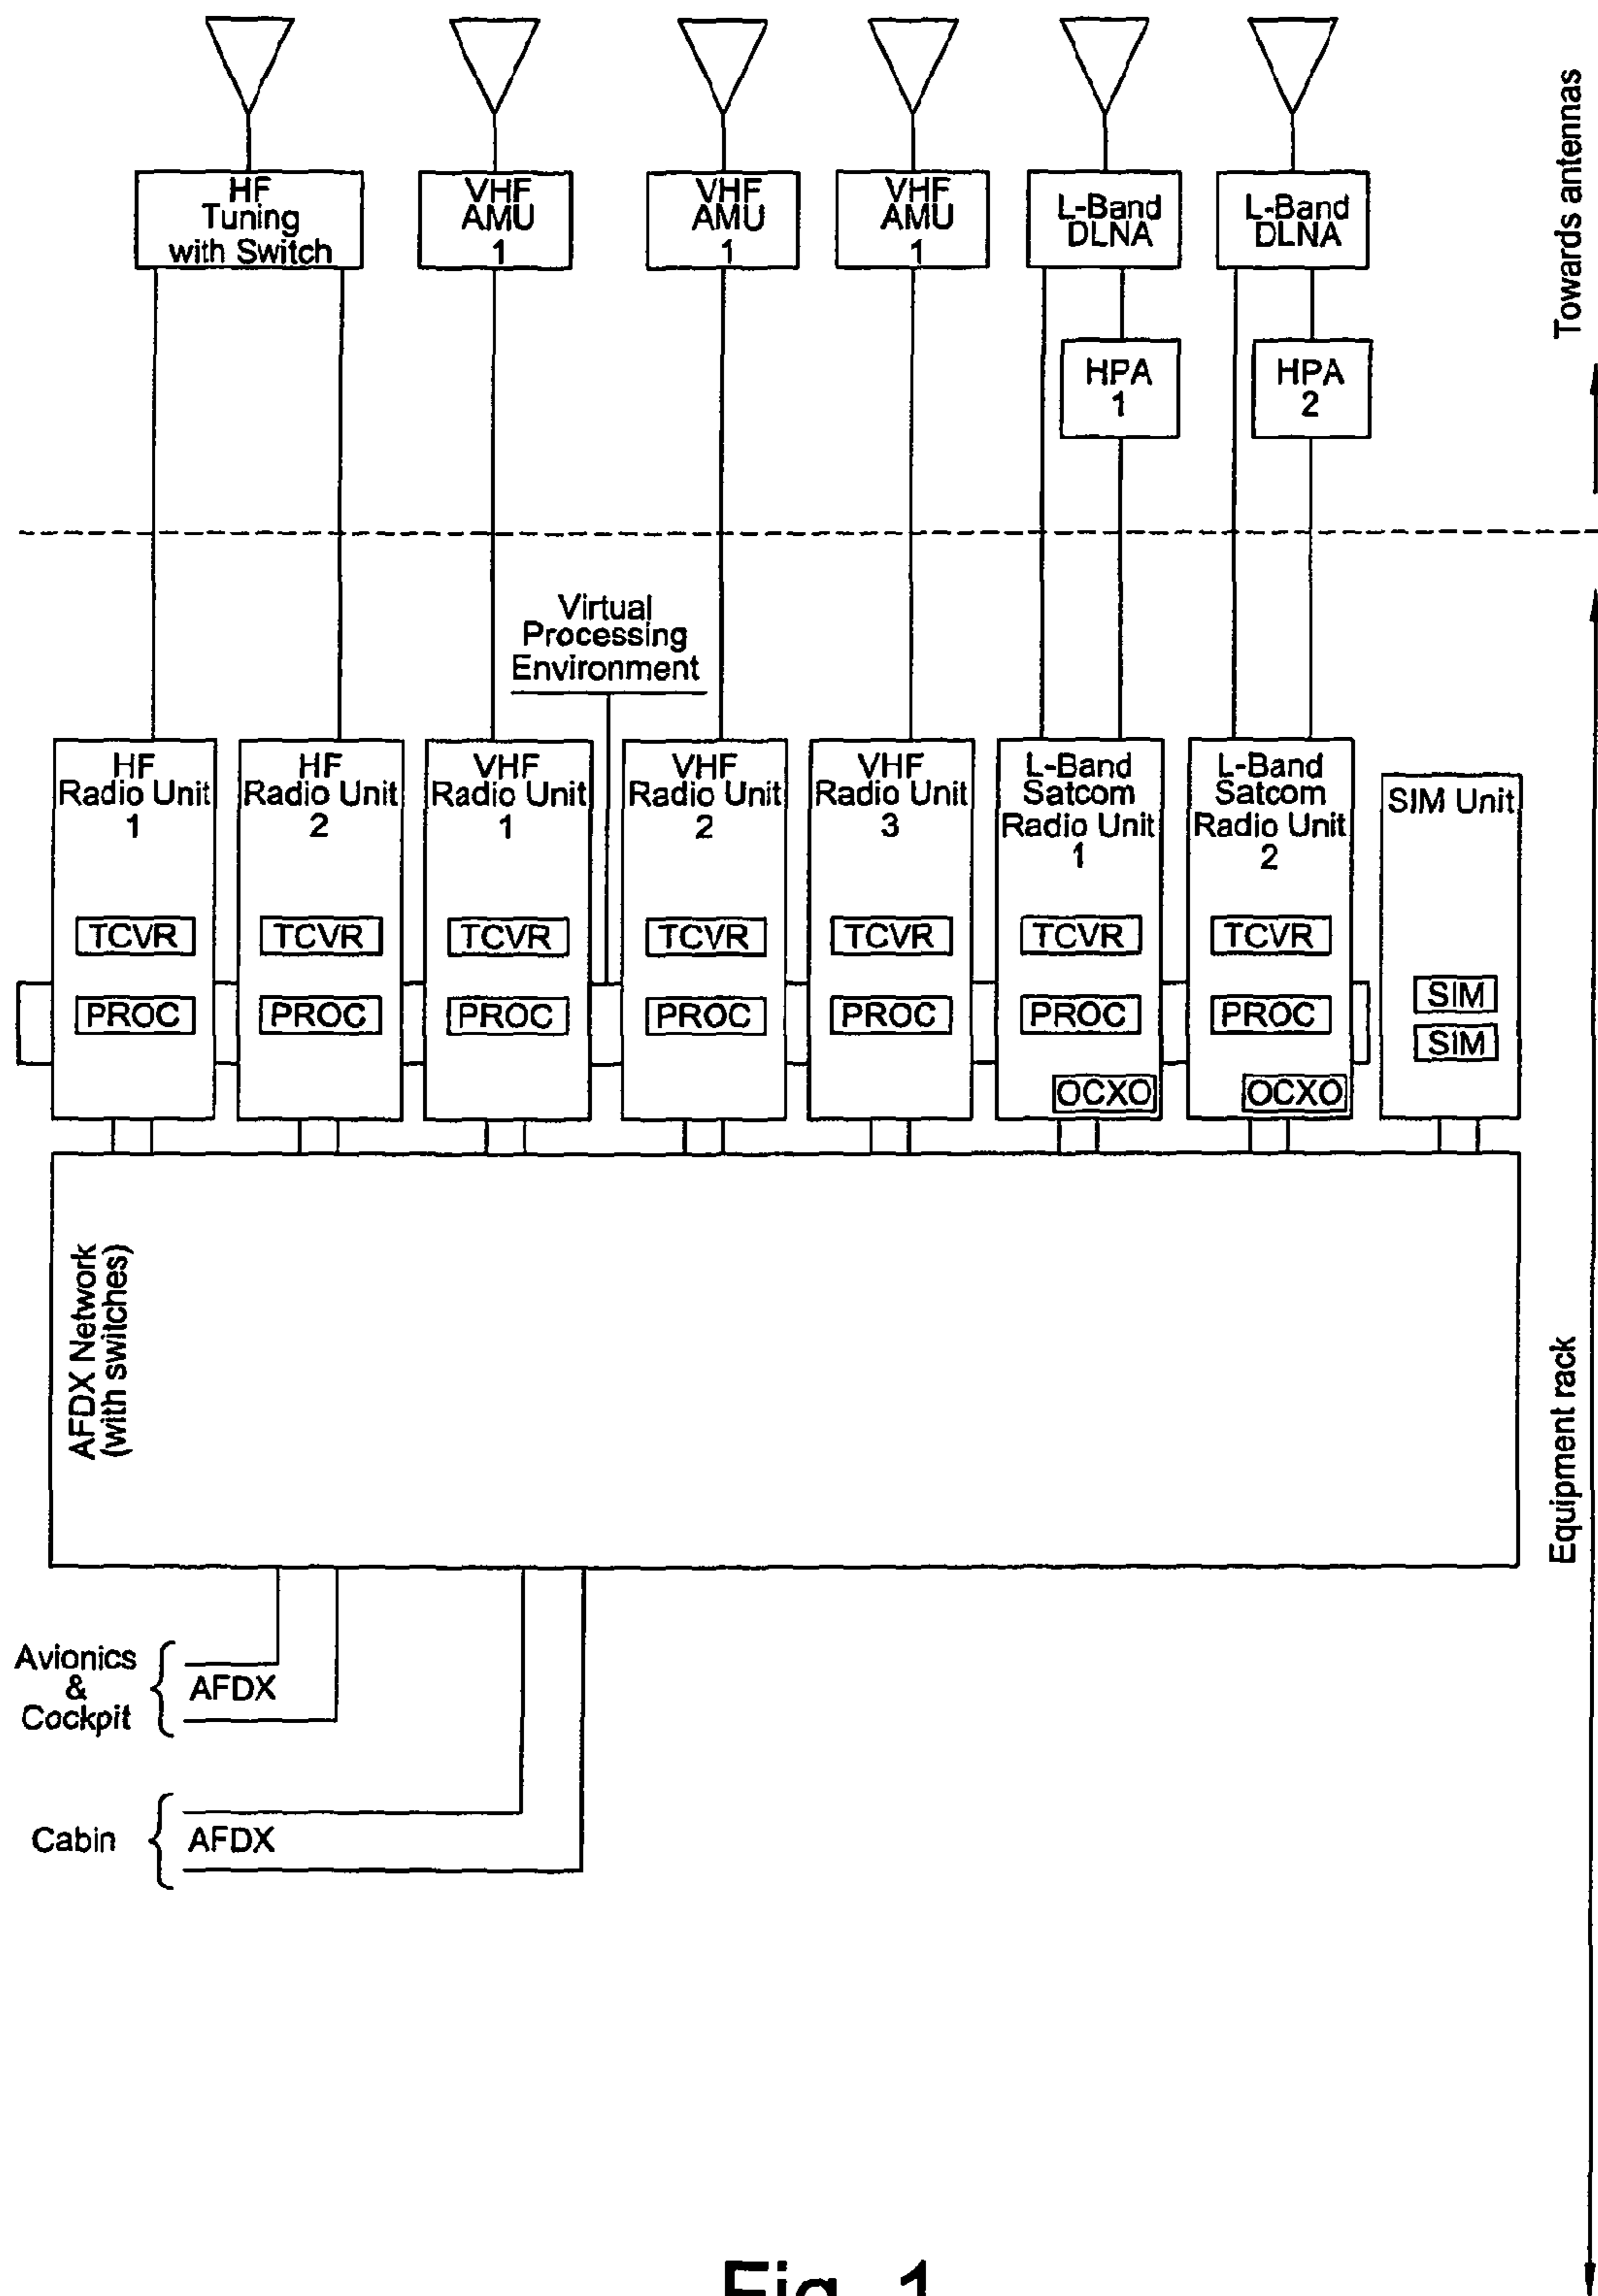 HF
Tuning
with Switch
VHF
AMU
1
VHF
AMU
1
VHF
AMU
1
L-Band
DLNA
L-Band
DLNA
Towards antennas
HPA
1
HPA
2
Virtual
Processing
Environment
HF
Radio Unit
1
HF
Radio Unit
2
VHF
Radio Unit
1
VHF
Radio Unit
2
VHF
Radio Unit
3
L-Band
Satcom
Radio Unit
1
L-Band
Satcom
Radio Unit
2
SIM Unit
TCVR
TCVR
TCVR
TCVR
TCVR
TCVR
TCVR
PROC
PROC
PROC
PROC
PROC
PROC
PROC
SIM
SIM
OCXO
OCXO
AFDX Network
(with switches)
Equipment rack
Avionics
&
Cockpit
AFDX
Cabin
AFDX
Fig. 1